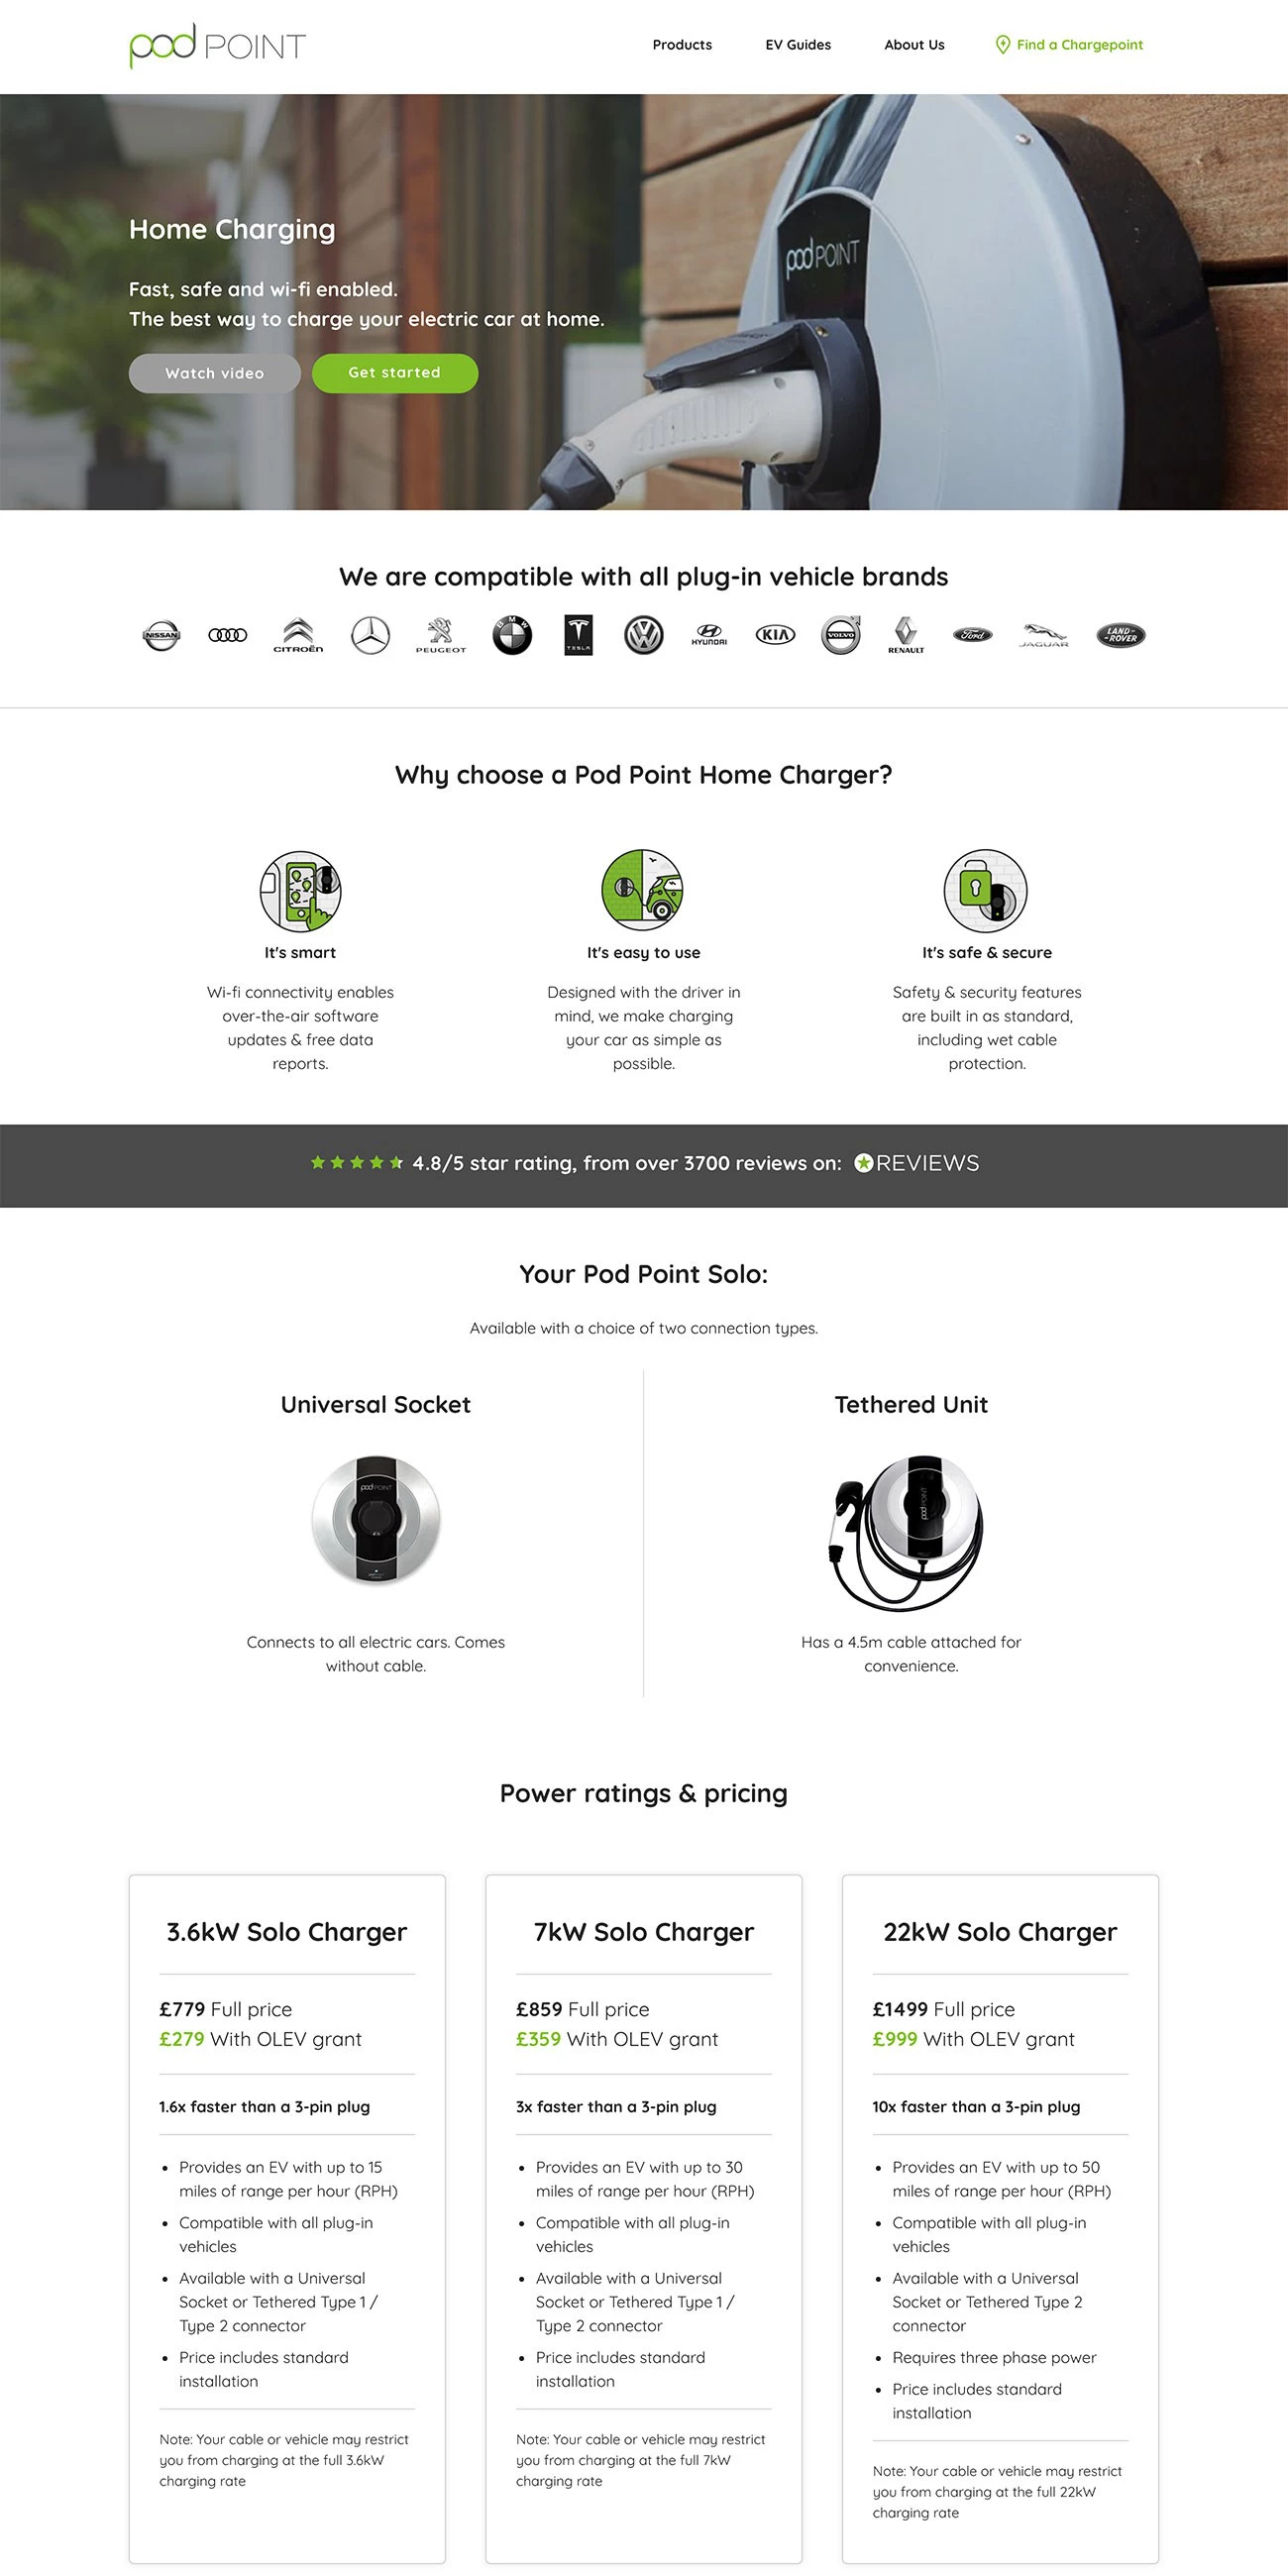 pod POINT
Products
EV Guides
About Us
Find a Chargepoint
pod POINT
Home Charging
Fast, safe and wi-fi enabled.
The best way to charge your electric car at home.
Watch video
Get started
We are compatible with all plug-in vehicle brands
NISSAN
CITROËN
PEUGEOT
BMW
TESLA
HYUNDAI
KIA
VOLVO
RENAULT
Ford
JAGUAR
LAND-
-ROVER
Why choose a Pod Point Home Charger?
It's smart
Wi-fi connectivity enables
over-the-air software
updates & free data
reports.
It's easy to use
Designed with the driver in
mind, we make charging
your car as simple as
possible.
It's safe & secure
Safety & security features
are built in as standard,
including wet cable
protection.
4.8/5 star rating, from over 3700 reviews on: REVIEWS
Your Pod Point Solo:
Available with a choice of two connection types.
Universal Socket
pod POINT
Connects to all electric cars. Comes
without cable.
Tethered Unit
pod POINT
Has a 4.5m cable attached for
convenience.
Power ratings & pricing
3.6kW Solo Charger
£779 Full price
£279 With OLEV grant
1.6x faster than a 3-pin plug
• Provides an EV with up to 15
miles of range per hour (RPH)
• Compatible with all plug-in
vehicles
• Available with a Universal
Socket or Tethered Type 1 /
Type 2 connector
• Price includes standard
installation
Note: Your cable or vehicle may restrict
you from charging at the full 3.6kW
charging rate
7kW Solo Charger
£859 Full price
£359 With OLEV grant
3x faster than a 3-pin plug
• Provides an EV with up to 30
miles of range per hour (RPH)
• Compatible with all plug-in
vehicles
• Available with a Universal
Socket or Tethered Type 1 /
Type 2 connector
• Price includes standard
installation
Note: Your cable or vehicle may restrict
you from charging at the full 7kW
charging rate
22kW Solo Charger
£1499 Full price
£999 With OLEV grant
10x faster than a 3-pin plug
• Provides an EV with up to 50
miles of range per hour (RPH)
• Compatible with all plug-in
vehicles
• Available with a Universal
Socket or Tethered Type 2
connector
• Requires three phase power
• Price includes standard
installation
Note: Your cable or vehicle may restrict
you from charging at the full 22kW
charging rate